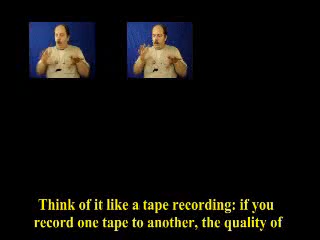 Think of it like a tape recording: if you
record one tape to another, the quality of